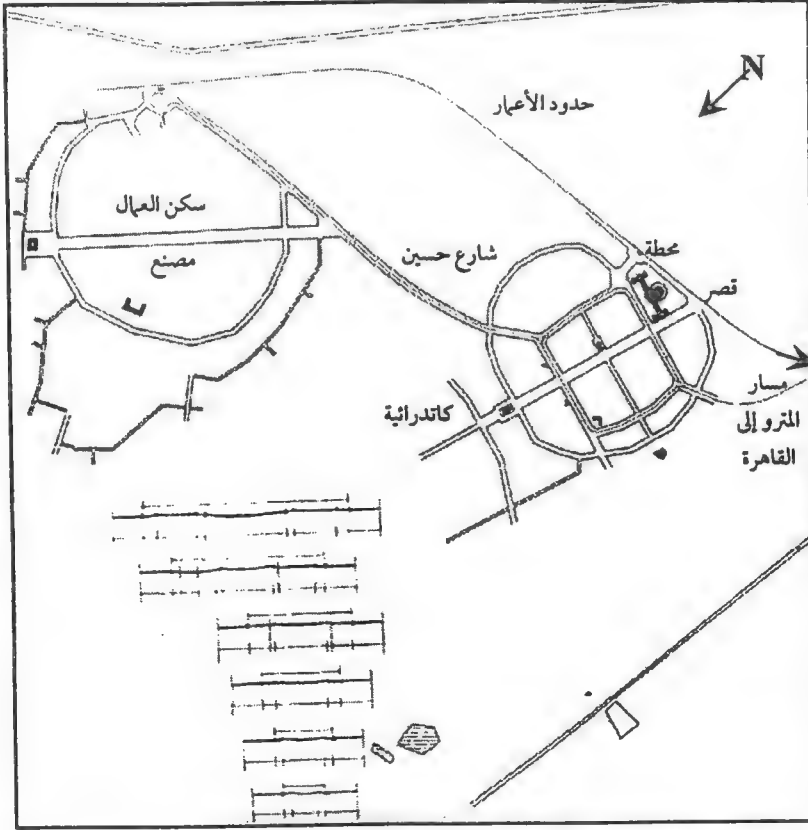 N
حدود الأعمار
سكن العمال
شارع حسين
محطة
مصنع
قصر
مسار
كاتدرائية
المترو إلى
القاهرة